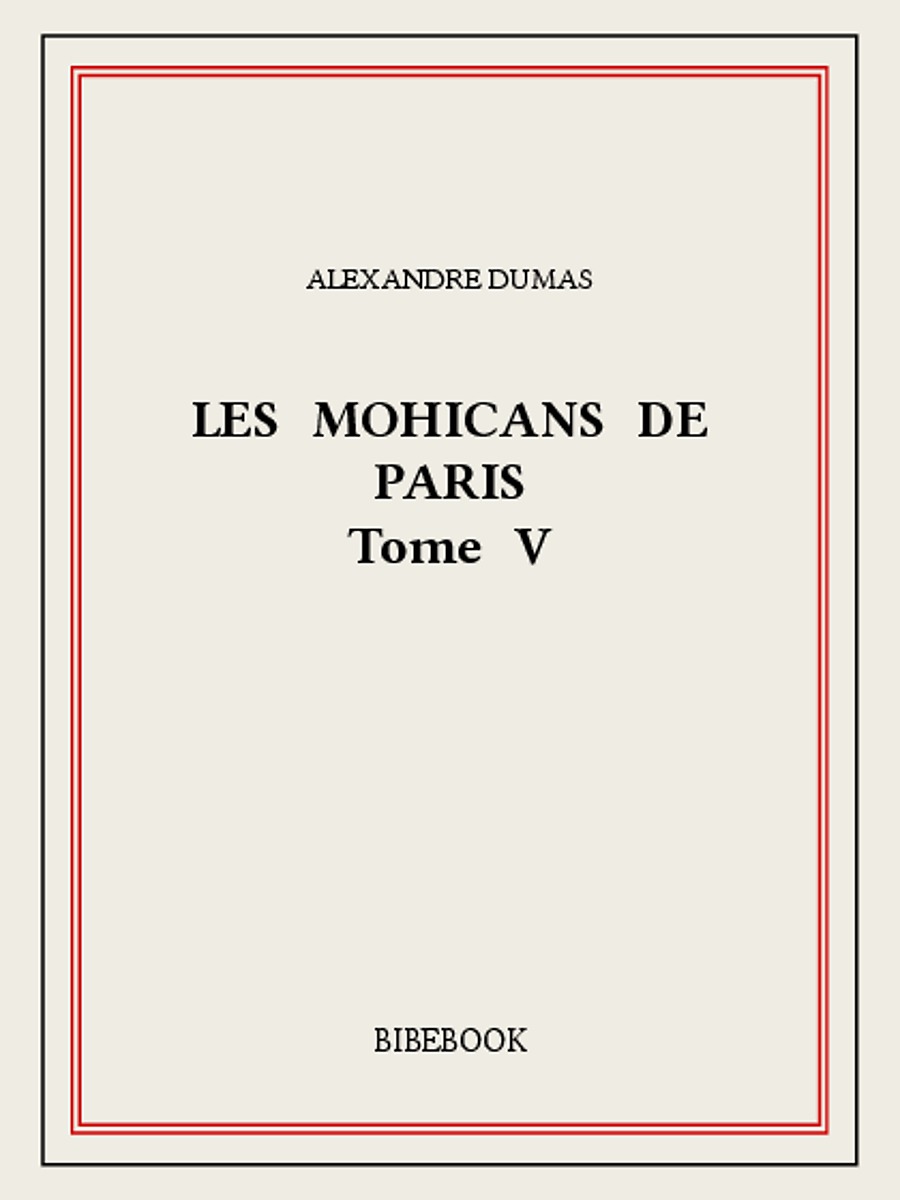 ALEXANDRE DUMAS
LES MOHICANS DE
PARIS
Tome V
BIBEBOOK